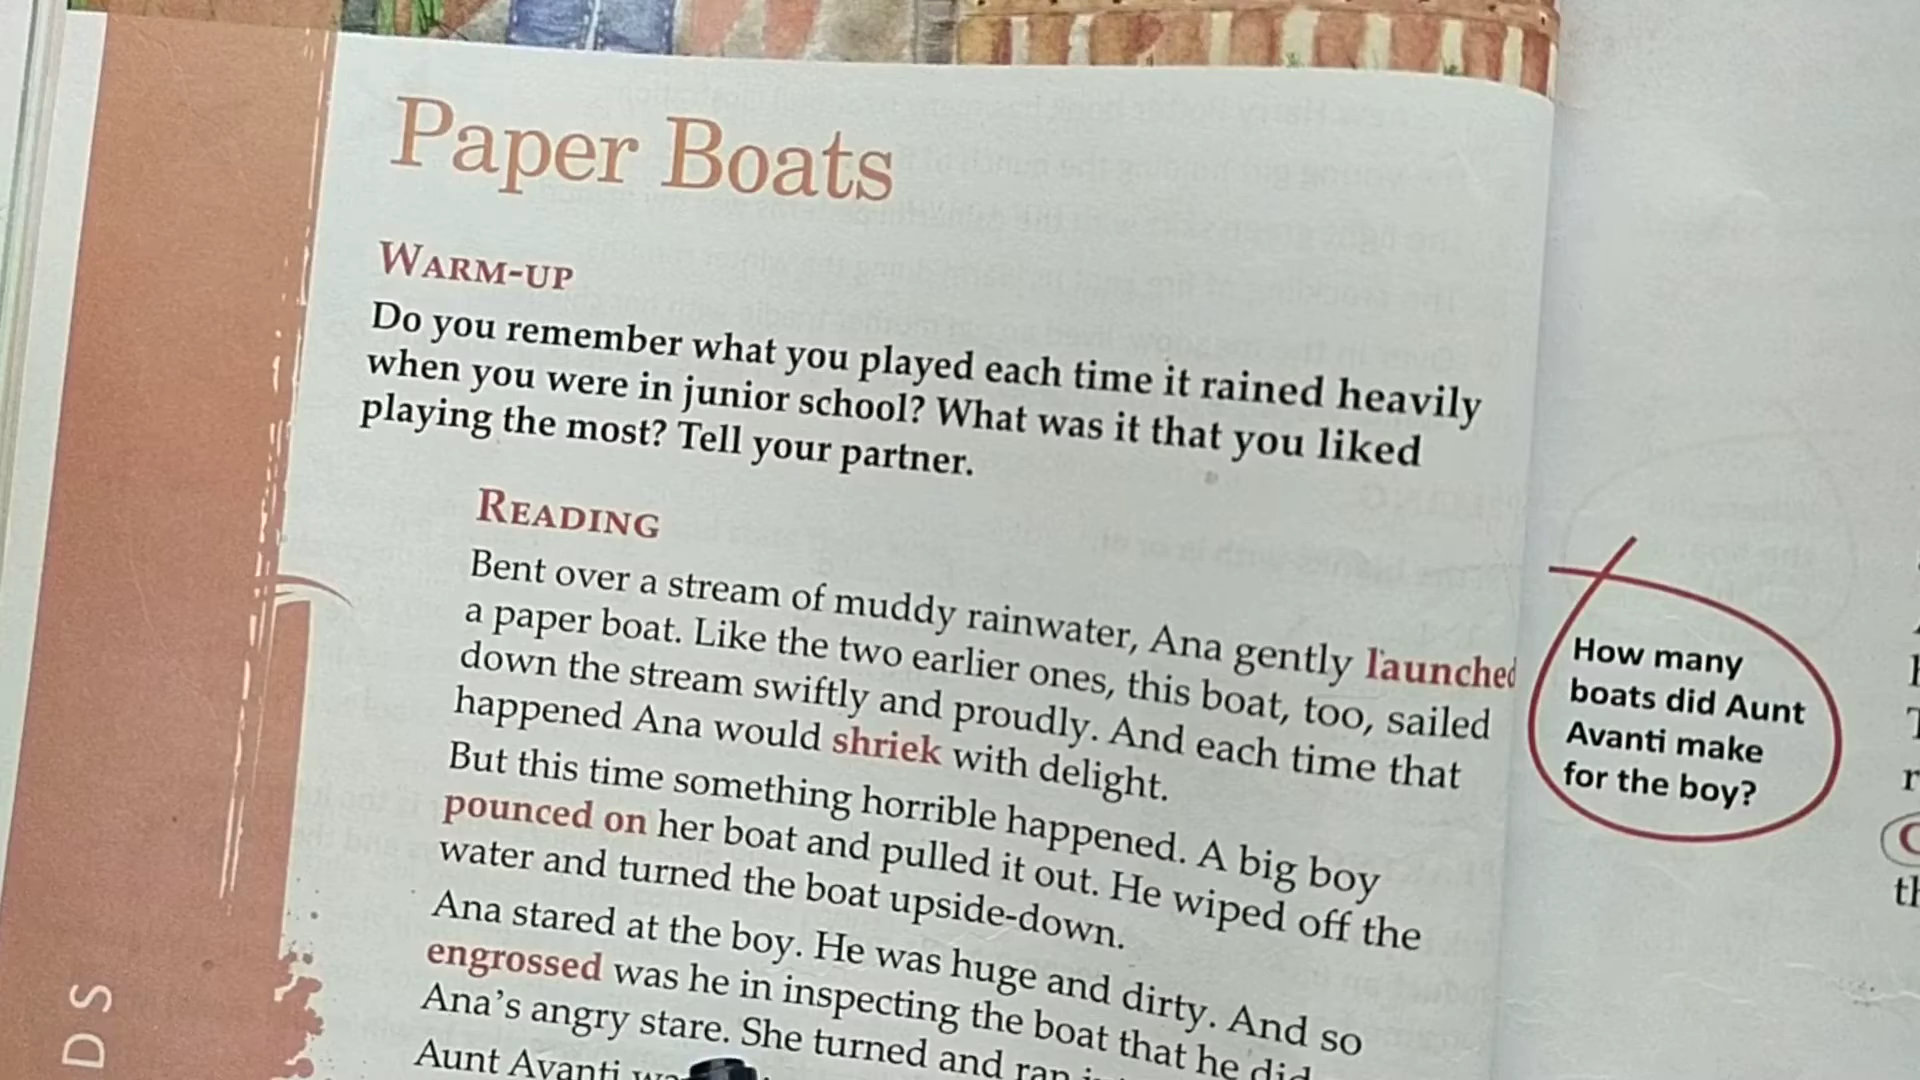 Paper Boats
WARM-UP
Do you remember what you played each time it rained heavily
when you were in junior school? What was it that you liked
playing the most? Tell your partner.
READING
Bent over a stream of muddy rainwater, Ana gently launched
a paper boat. Like the two earlier ones, this boat, too, sailed
down the stream swiftly and proudly. And each time that
happened Ana would shriek with delight.
But this time something horrible happened. A big boy
pounced on her boat and pulled it out. He wiped off the
water and turned the boat upside-down.
Ana stared at the boy. He was huge and dirty. And so
engrossed was he in inspecting the boat that he did
Ana's angry stare. She turned and ran
Aunt Avanti
How many
boats did Aunt
Avanti make
for the boy?
DS